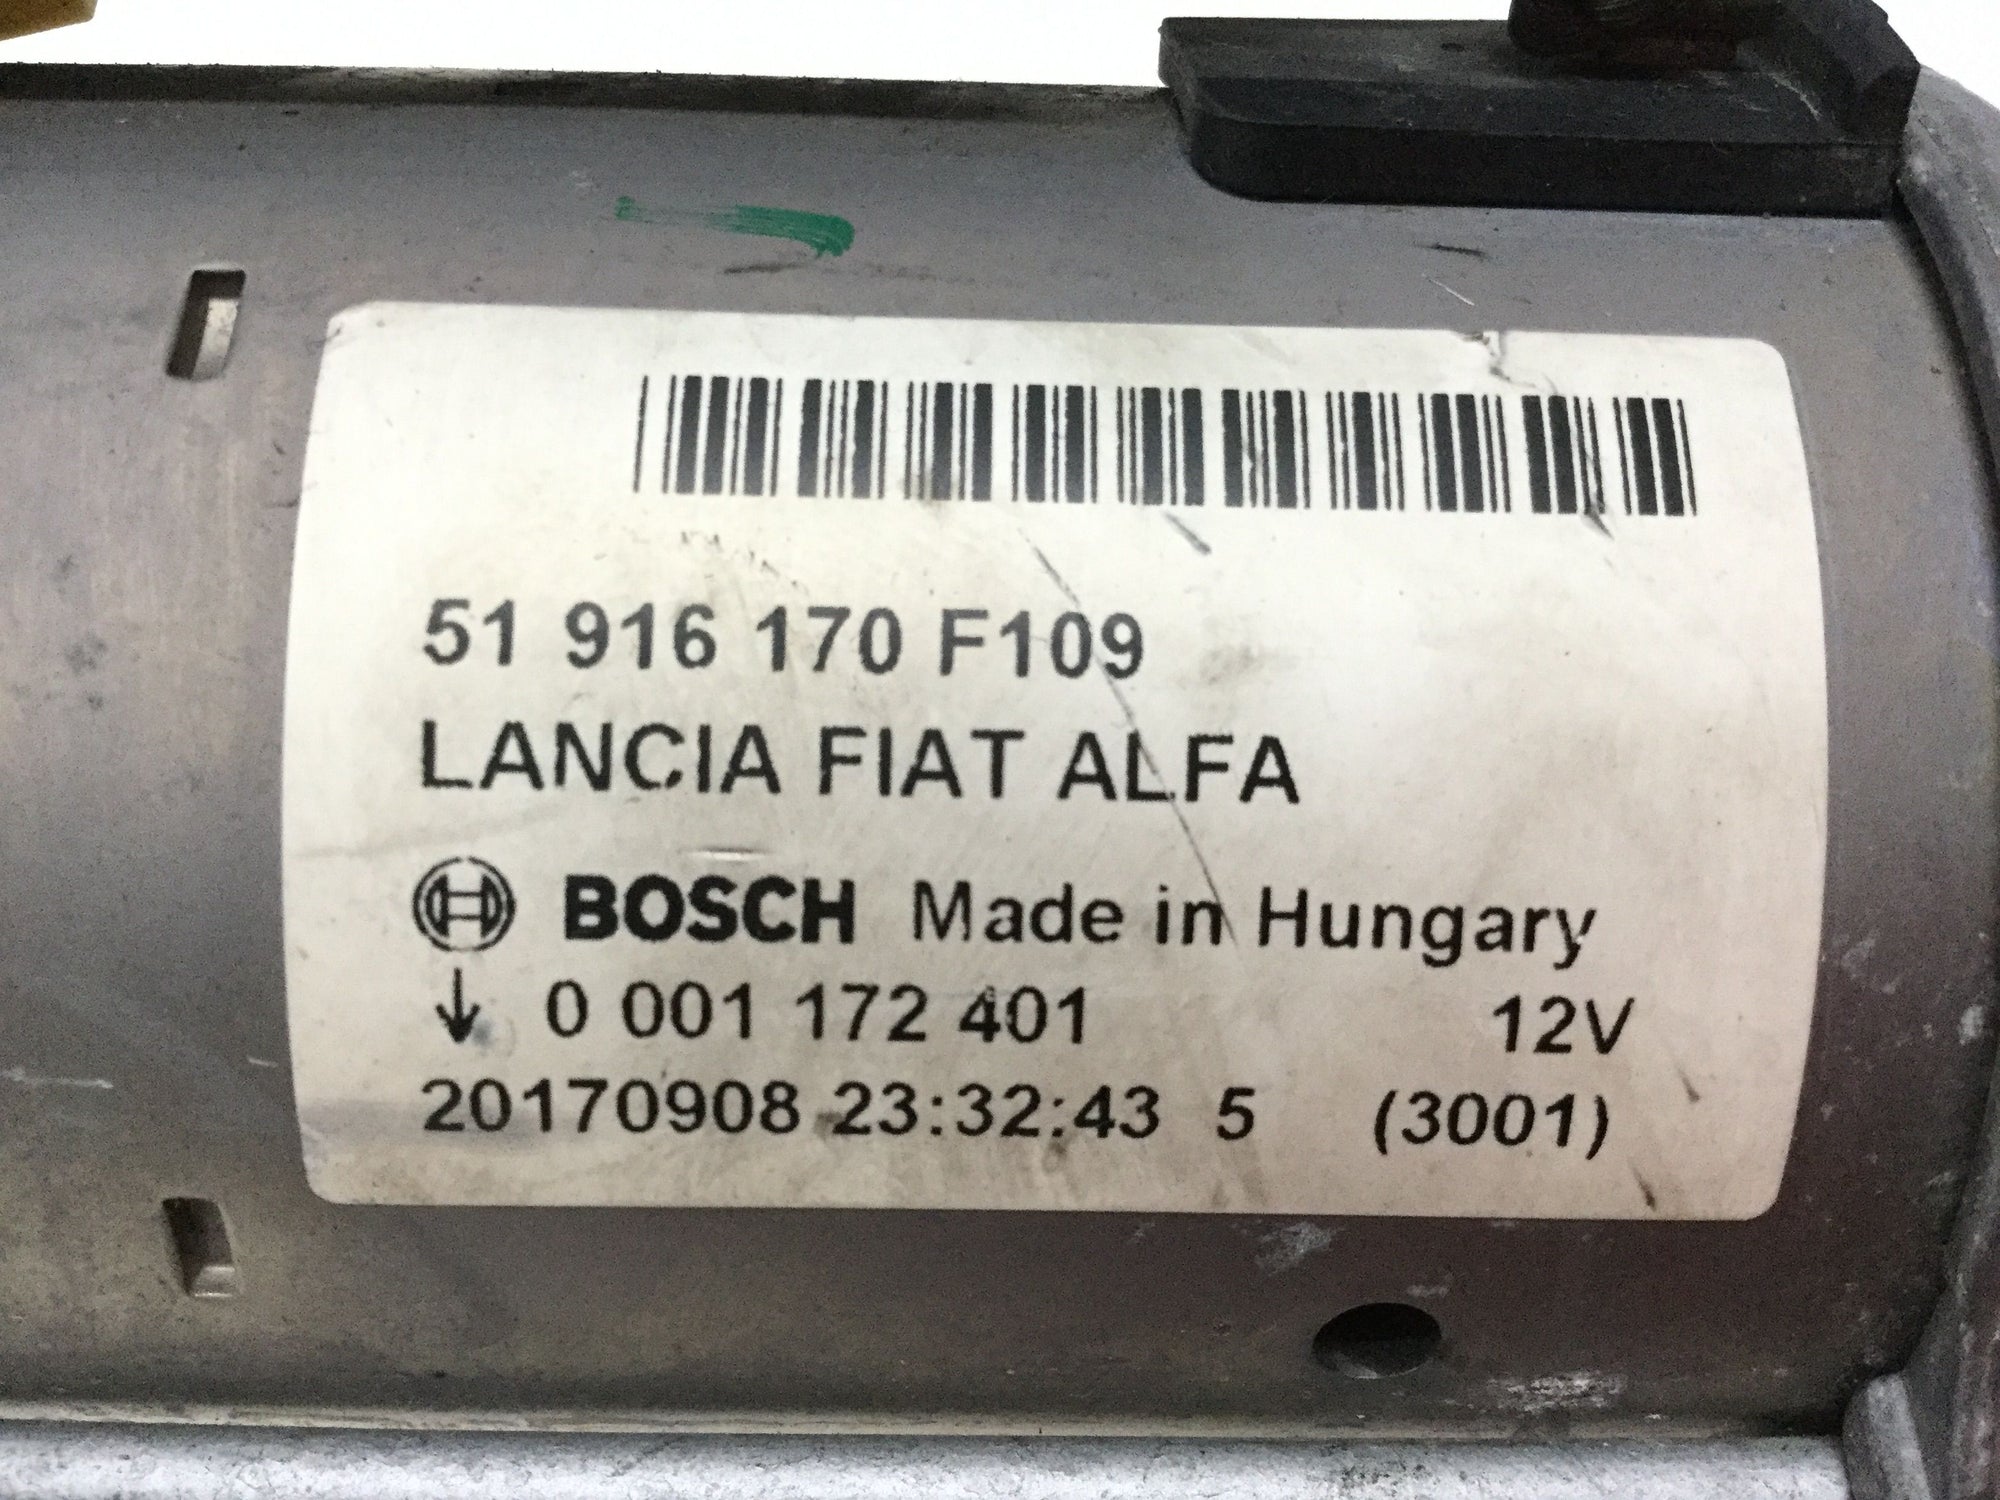 51 916 170 F109
LANCIA FIAT ALFA
BOSCH Made in Hungary
↓ 0 001 172 401 12V
20170908 23:32:43 5 (3001)